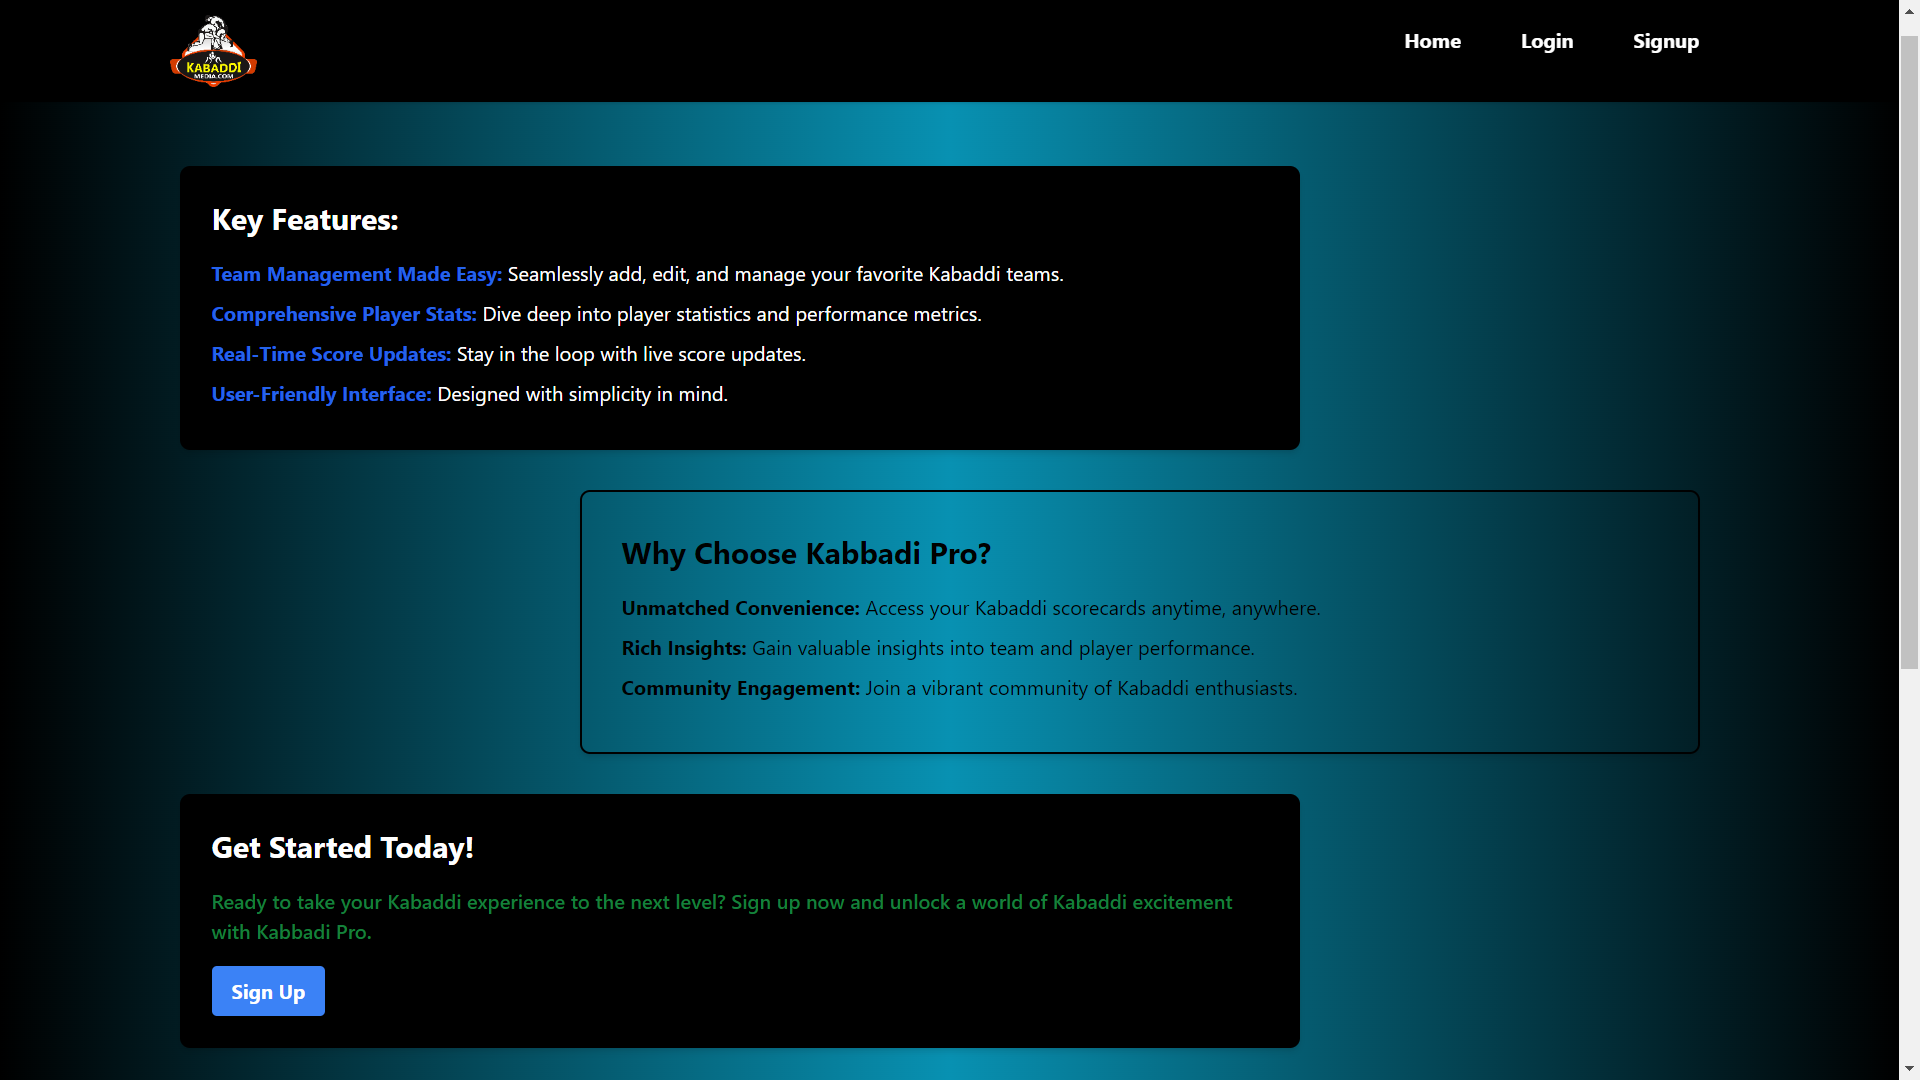 KABADDI
MEDIA.COM
Home Login Signup
Key Features:
Team Management Made Easy: Seamlessly add, edit, and manage your favorite Kabaddi teams.
Comprehensive Player Stats: Dive deep into player statistics and performance metrics.
Real-Time Score Updates: Stay in the loop with live score updates.
User-Friendly Interface: Designed with simplicity in mind.
Why Choose Kabbadi Pro?
Unmatched Convenience: Access your Kabaddi scorecards anytime, anywhere.
Rich Insights: Gain valuable insights into team and player performance.
Community Engagement: Join a vibrant community of Kabaddi enthusiasts.
Get Started Today!
Ready to take your Kabaddi experience to the next level? Sign up now and unlock a world of Kabaddi excitement
with Kabbadi Pro.
Sign Up